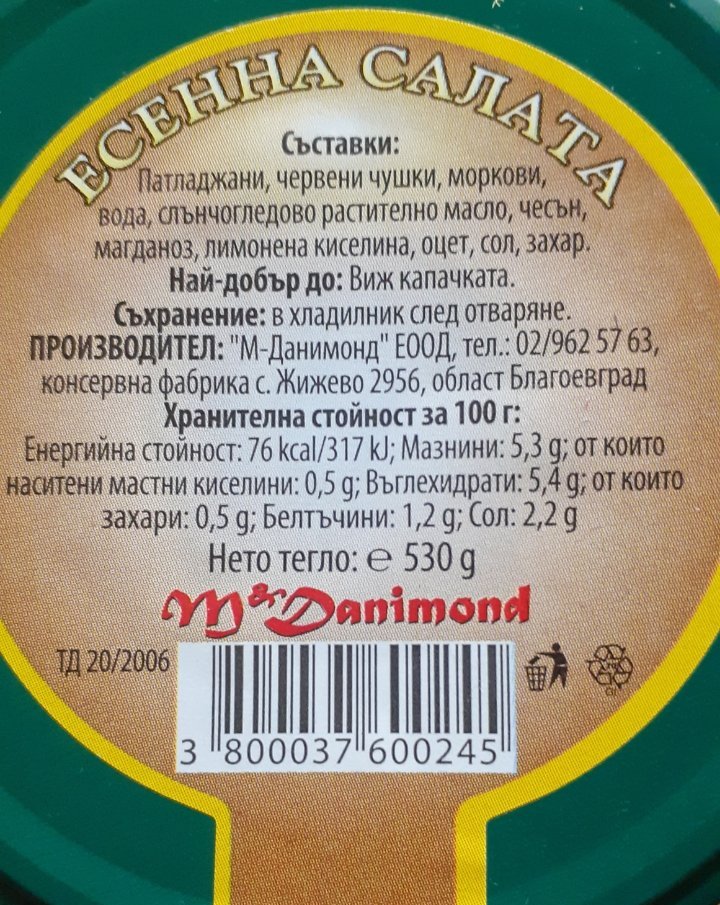 ЕСЕННА САЛАТА
Съставки:
Патладжани, червени чушки, моркови,
вода, слънчогледово растително масло, чесън,
магданоз, лимонена киселина, оцет, сол, захар.
Най-добър до: Виж капачката.
Съхранение: в хладилник след отваряне.
ПРОИЗВОДИТЕЛ: "М-Данимонд" ЕООД, тел.: 02/962 57 63,
консервна фабрика с. Жижево 2956, област Благоевград
Хранителна стойност за 100 г:
Енергийна стойност: 76 kcal/317 kJ; Мазнини: 5,3 g; от които
наситени мастни киселини: 0,5 g; Въглехидрати: 5,4 g; от които
захари: 0,5 g; Белтъчини: 1,2 g; Сол: 2,2 g
Нето тегло: ℮ 530 g
M&Danimond
ТД 20/2006
3 800037 600245